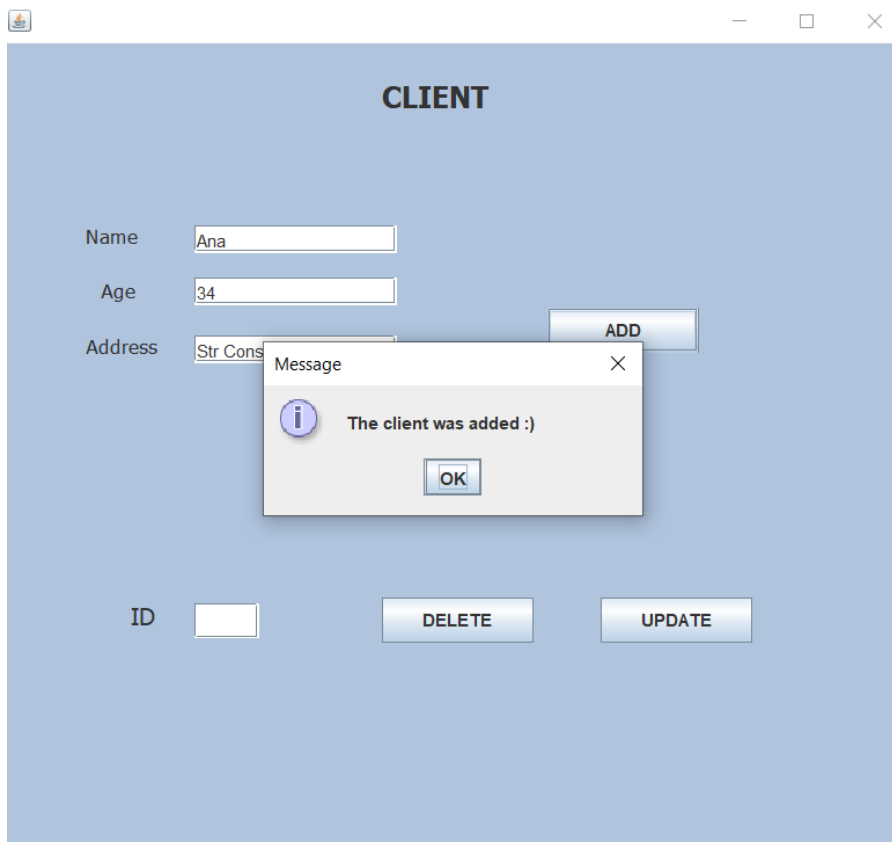 CLIENT
Name
Ana
Age
34
Address
Str Cons
ADD
Message
The client was added :)
OK
ID
DELETE
UPDATE